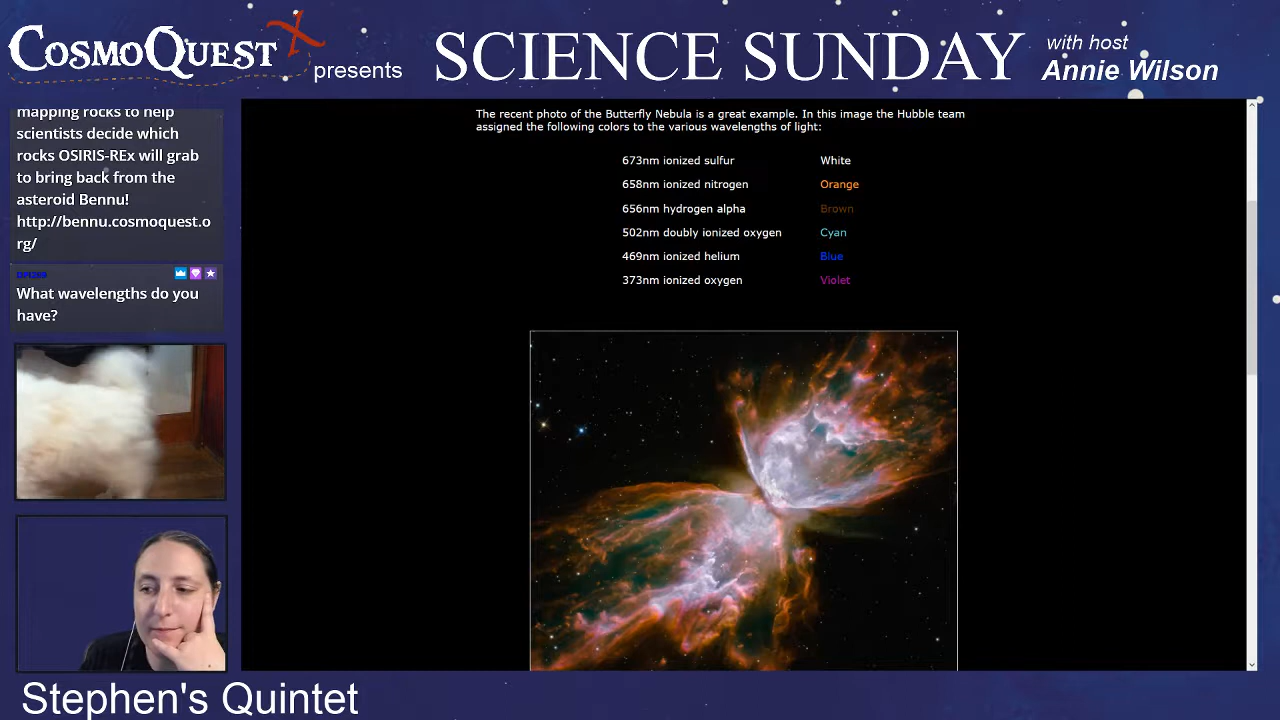 COSMOQUEST X
presents
SCIENCE SUNDAY
with host
Annie Wilson
mapping rocks to help
scientists decide which
rocks OSIRIS-REx will grab
to bring back from the
asteroid Bennu!
http://bennu.cosmoquest.o
rg/
What wavelengths do you
have?
The recent photo of the Butterfly Nebula is a great example. In this image the Hubble team
assigned the following colors to the various wavelengths of light:
673nm ionized sulfur White
658nm ionized nitrogen Orange
656nm hydrogen alpha Brown
502nm doubly ionized oxygen Cyan
469nm ionized helium Blue
373nm ionized oxygen Violet
Stephen's Quintet